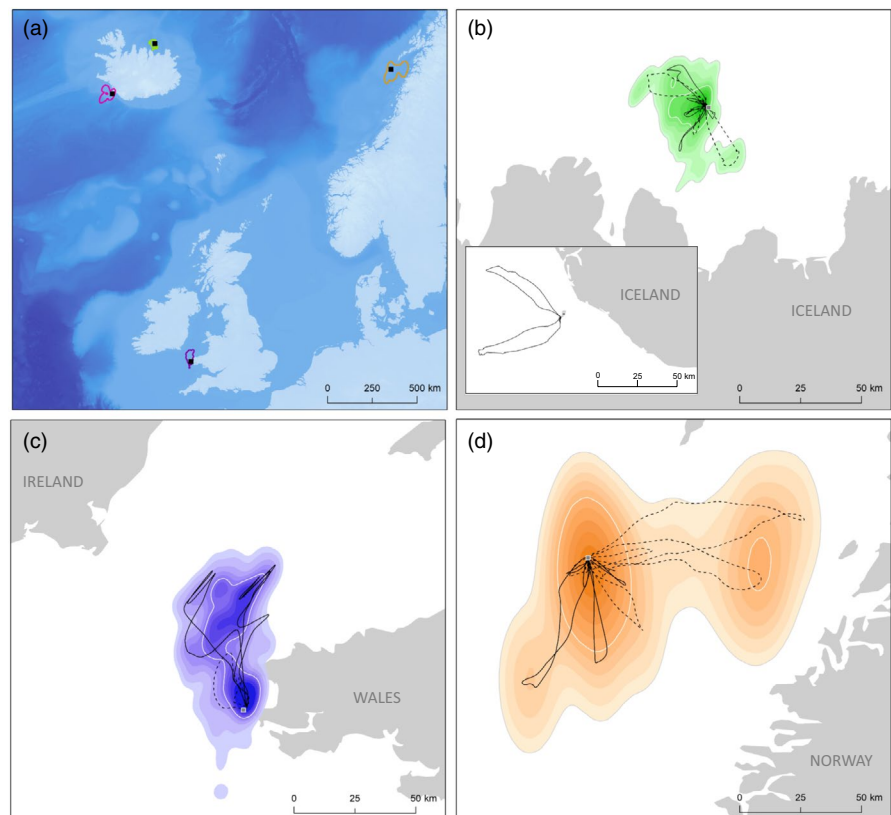 (a)
0 250 500 km
(b)
ICELAND
ICELAND
0 25 50 km
0 25 50 km
(c)
IRELAND
WALES
0 25 50 km
(d)
NORWAY
0 25 50 km